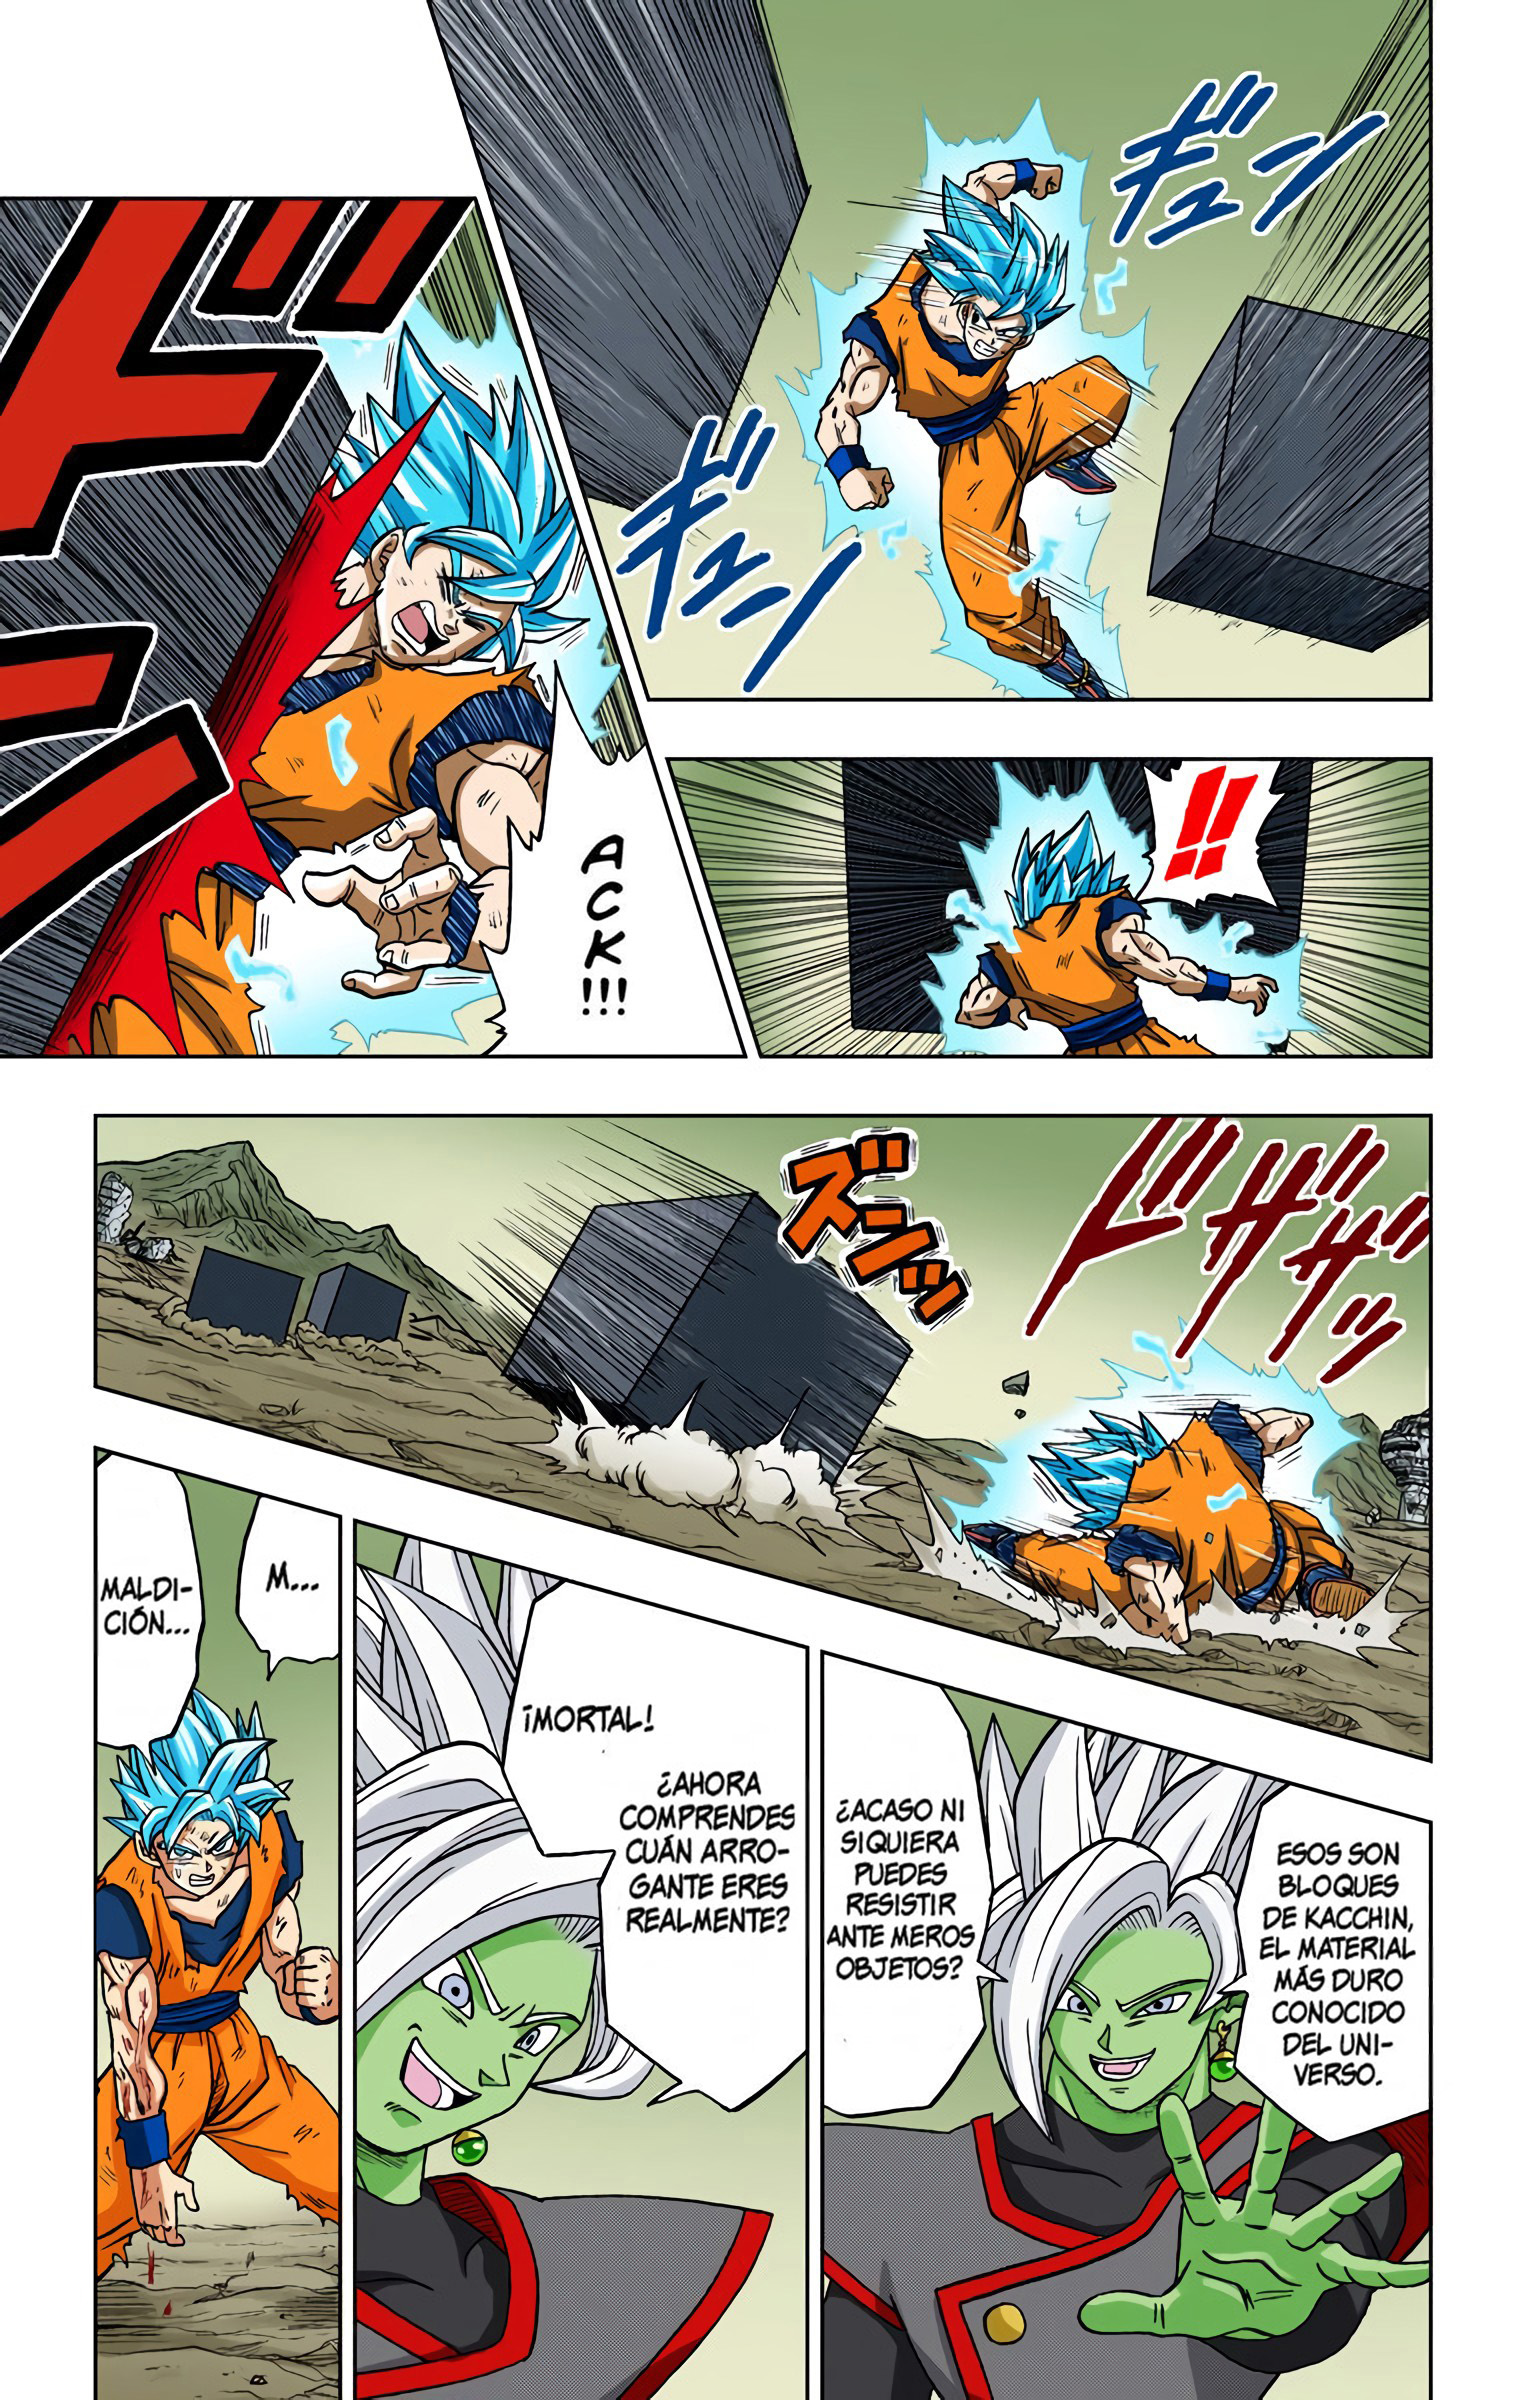 ギュン
ギュン
!!
ドドン
ACK!!!
ズンッ
ドザザッ
ESOS SON
BLOQUES
DE KACCHIN,
EL MATERIAL
MÁS DURO
CONOCIDO
DEL UNI-
VERSO.
¿ACASO NI
SIQUIERA
PUEDES
RESISTIR
ANTE MEROS
OBJETOS?
¡MORTAL!
¿AHORA
COMPRENDES
CUÁN ARRO-
GANTE ERES
REALMENTE?
M...
MALDI-
CIÓN...